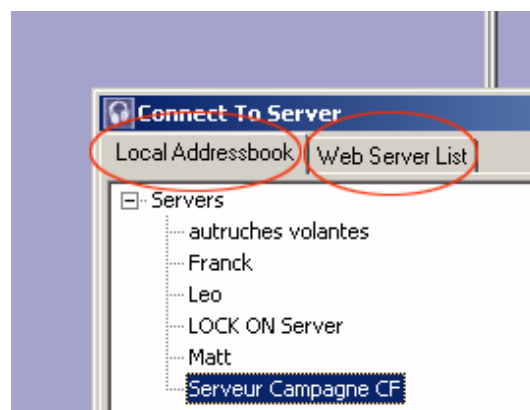 Connect To Server
Local Addressbook Web Server List
Servers
autruches volantes
Franck
Leo
LOCK ON Server
Matt
Serveur Campagne CF